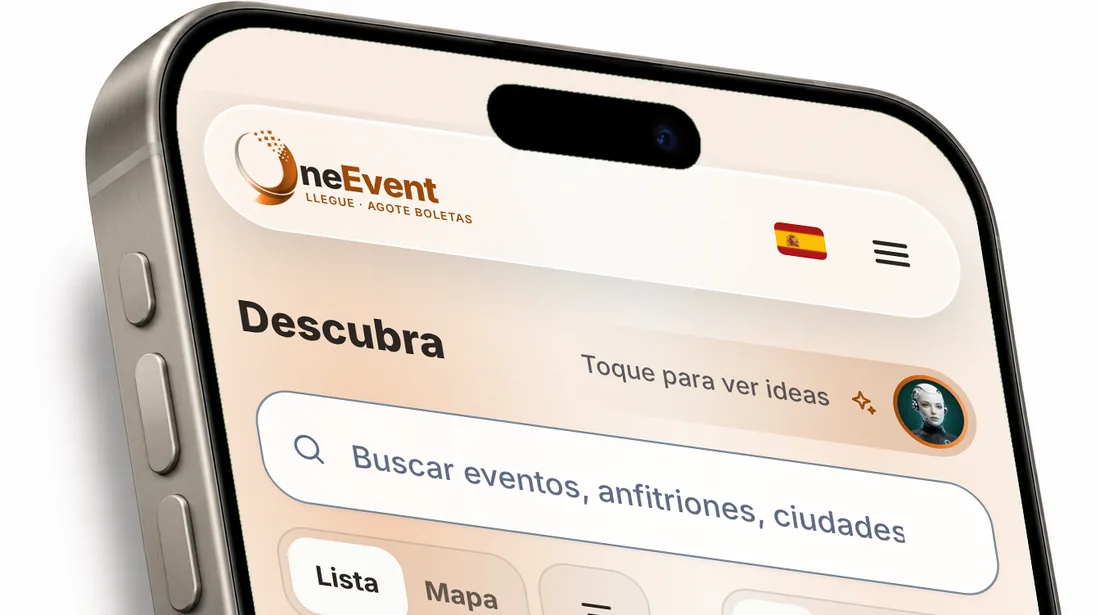 OneEvent
LLEGUE · AGOTE BOLETAS
Descubra
Toque para ver ideas
Buscar eventos, anfitriones, ciudades
Lista
Mapa